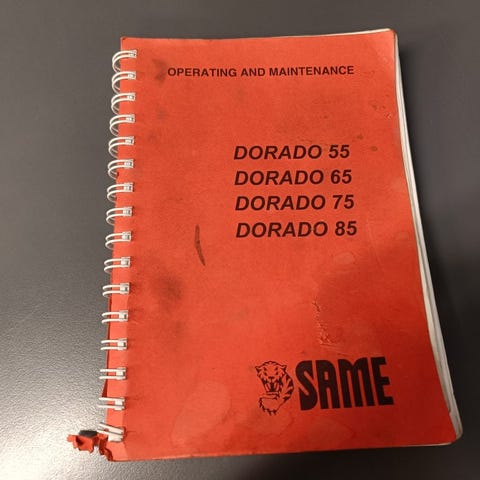 OPERATING AND MAINTENANCE
DORADO 55
DORADO 65
DORADO 75
DORADO 85
SAME